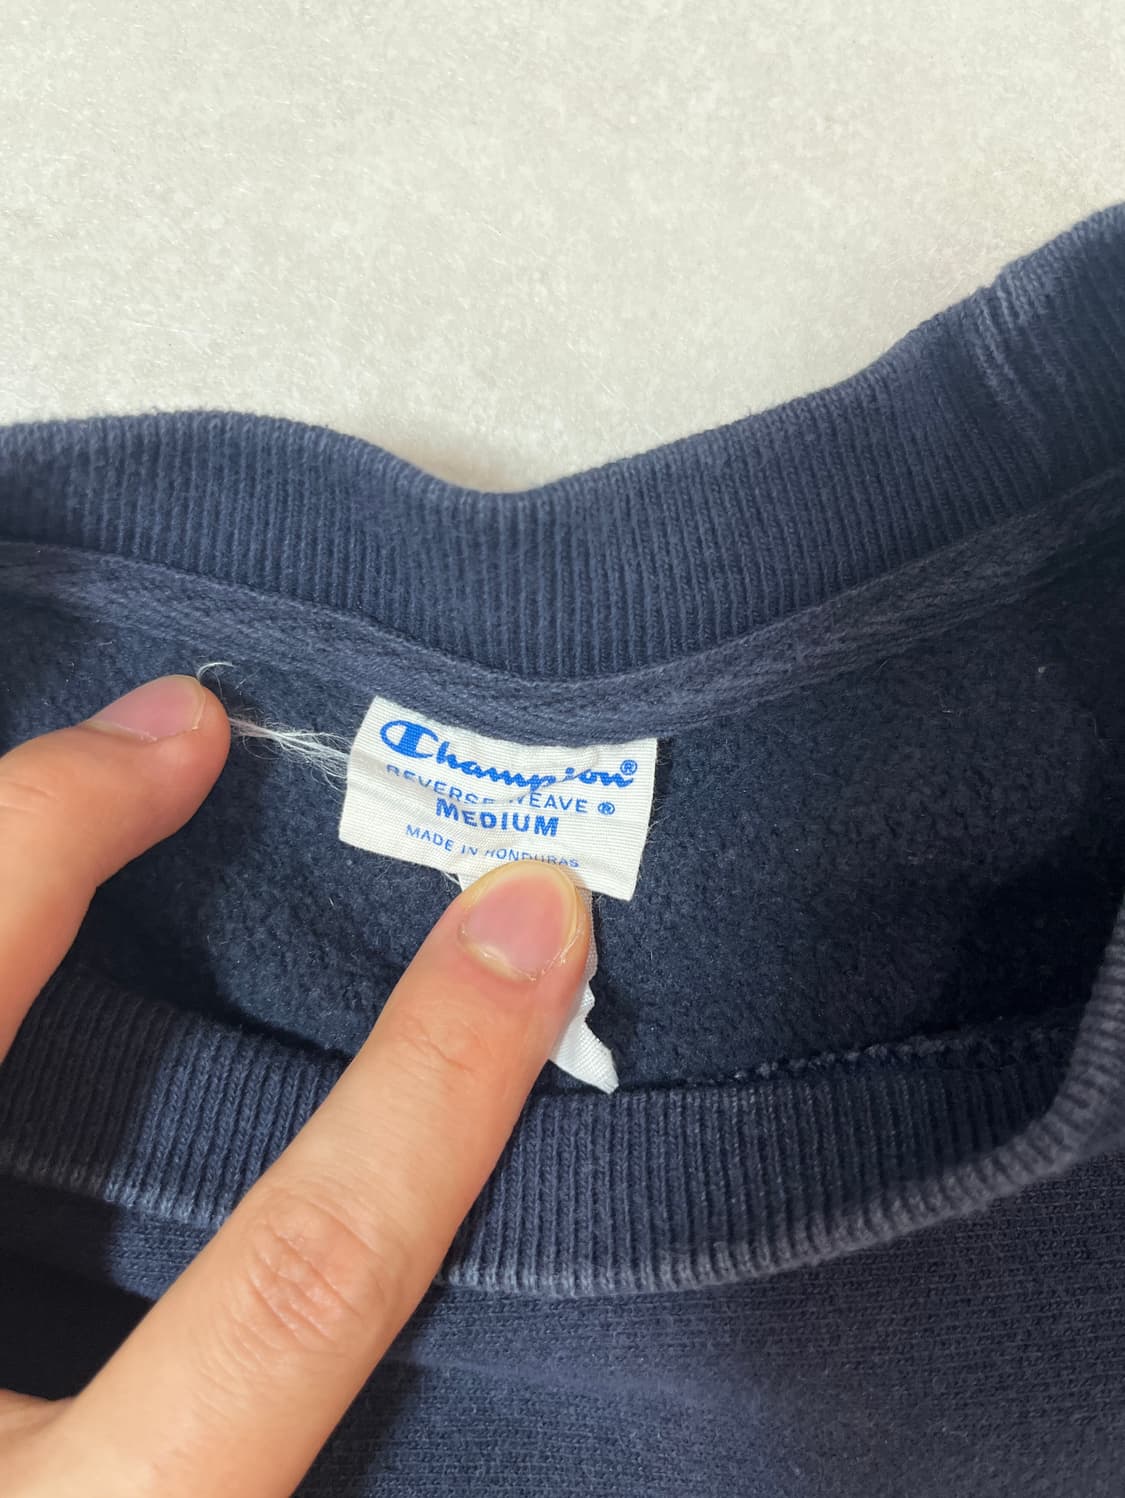 Champion®
REVERSE WEAVE ®
MEDIUM
MADE IN HONDURAS